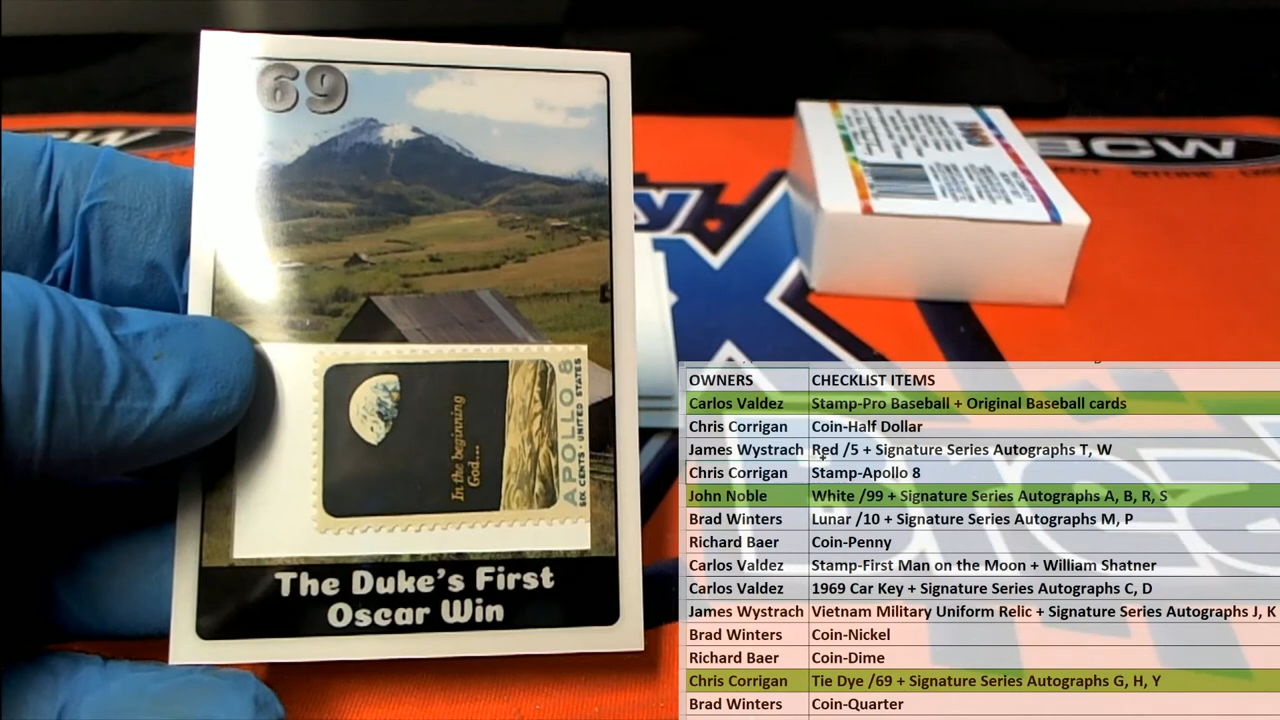 69
In the beginning
God...
APOLLO 8
SIX CENTS · UNITED STATES
The Duke's First
Oscar Win
BCW
OWNERS CHECKLIST ITEMS
Carlos Valdez Stamp-Pro Baseball + Original Baseball cards
Chris Corrigan Coin-Half Dollar
James Wystrach Red /5 + Signature Series Autographs T, W
Chris Corrigan Stamp-Apollo 8
John Noble White /99 + Signature Series Autographs A, B, R, S
Brad Winters Lunar /10 + Signature Series Autographs M, P
Richard Baer Coin-Penny
Carlos Valdez Stamp-First Man on the Moon + William Shatner
Carlos Valdez 1969 Car Key + Signature Series Autographs C, D
James Wystrach Vietnam Military Uniform Relic + Signature Series Autographs J, K
Brad Winters Coin-Nickel
Richard Baer Coin-Dime
Chris Corrigan Tie Dye /69 + Signature Series Autographs G, H, Y
Brad Winters Coin-Quarter